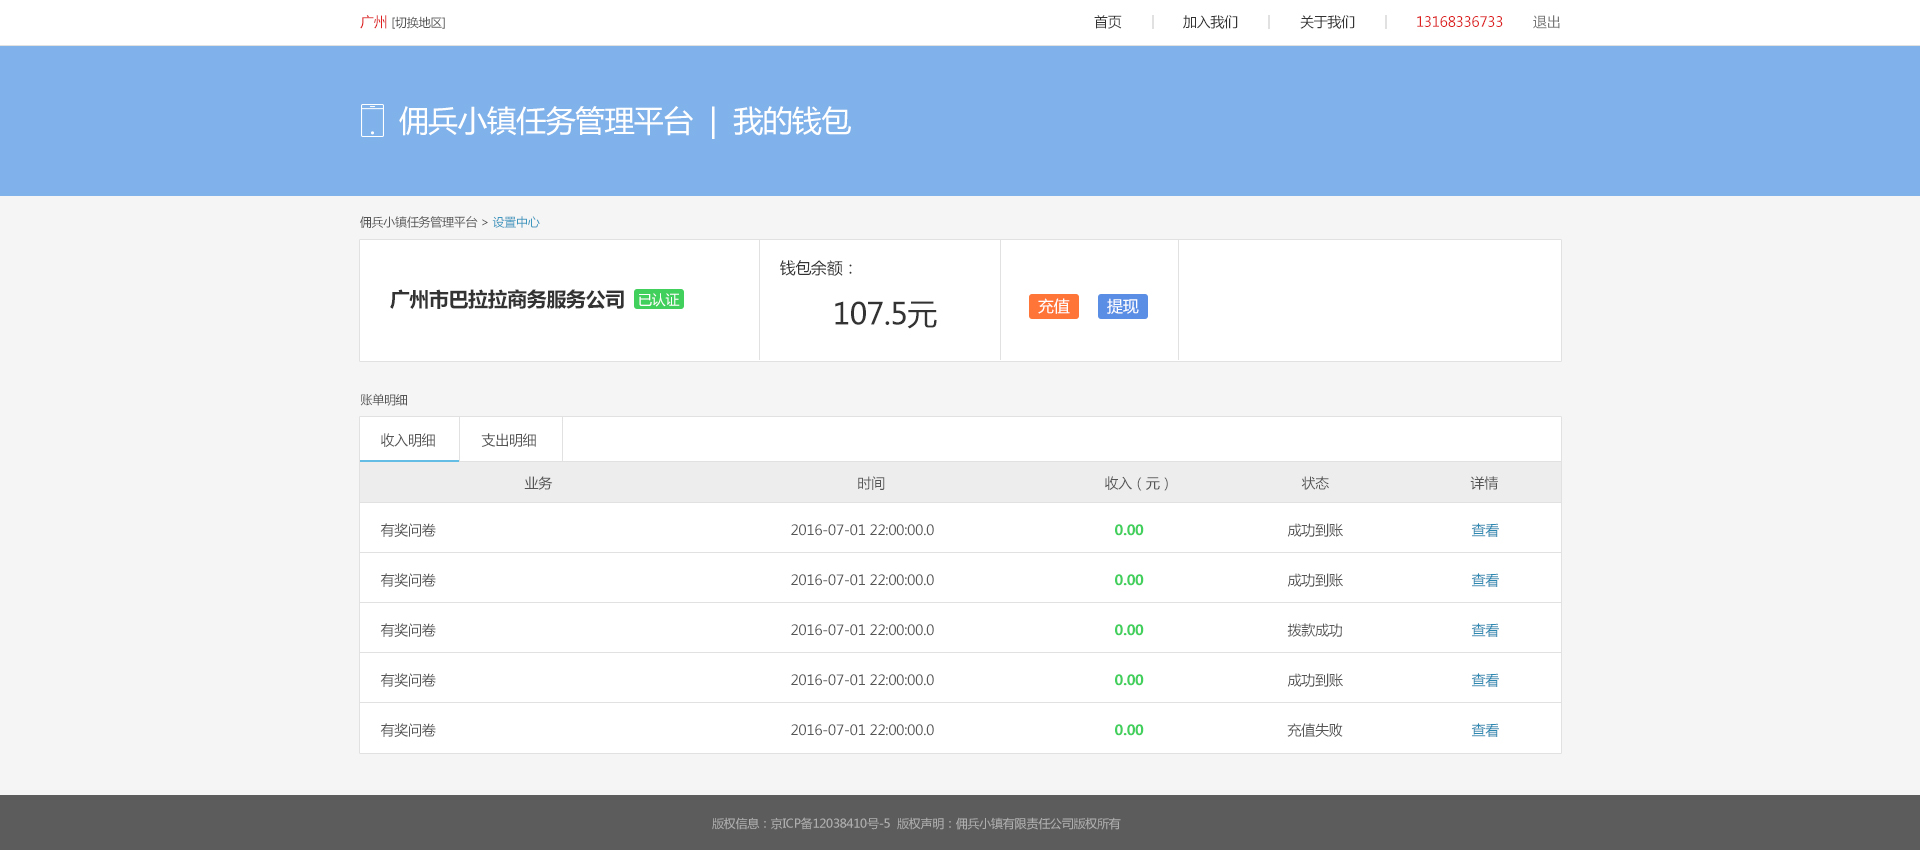 广州 [切换地区] 首页 | 加入我们 | 关于我们 | 13168336733 退出
佣兵小镇任务管理平台 | 我的钱包
佣兵小镇任务管理平台 > 设置中心
广州市巴拉拉商务服务公司 已认证
钱包余额：
107.5元
充值 提现
账单明细
收入明细 支出明细
业务 时间 收入（元） 状态 详情
有奖问卷 2016-07-01 22:00:00.0 0.00 成功到账 查看
有奖问卷 2016-07-01 22:00:00.0 0.00 成功到账 查看
有奖问卷 2016-07-01 22:00:00.0 0.00 拨款成功 查看
有奖问卷 2016-07-01 22:00:00.0 0.00 成功到账 查看
有奖问卷 2016-07-01 22:00:00.0 0.00 充值失败 查看
版权信息：京ICP备12038410号-5 版权声明：佣兵小镇有限责任公司版权所有